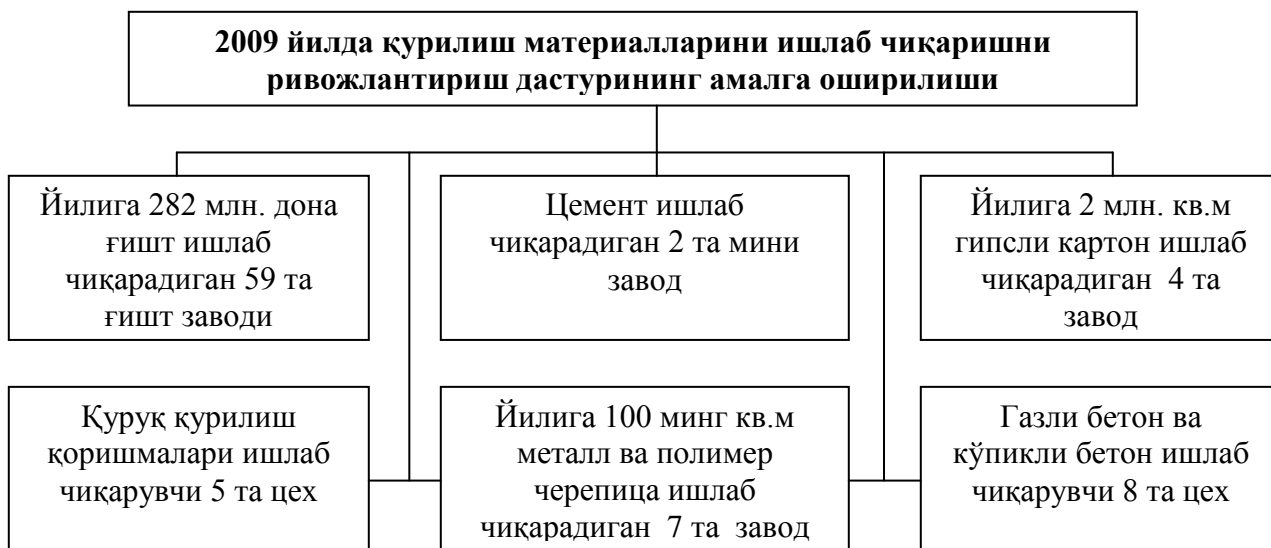 2009 йилда қурилиш материалларини ишлаб чиқаришни
ривожлантириш дастурининг амалга оширилиши
Йилига 282 млн. дона
ғишт ишлаб
чиқарадиган 59 та
ғишт заводи
Цемент ишлаб
чиқарадиган 2 та мини
завод
Йилига 2 млн. кв.м
гипсли картон ишлаб
чиқарадиган 4 та
завод
Қуруқ қурилиш
қоришмалари ишлаб
чиқарувчи 5 та цех
Йилига 100 минг кв.м
металл ва полимер
черепица ишлаб
чиқарадиган 7 та завод
Газли бетон ва
кўпикли бетон ишлаб
чиқарувчи 8 та цех